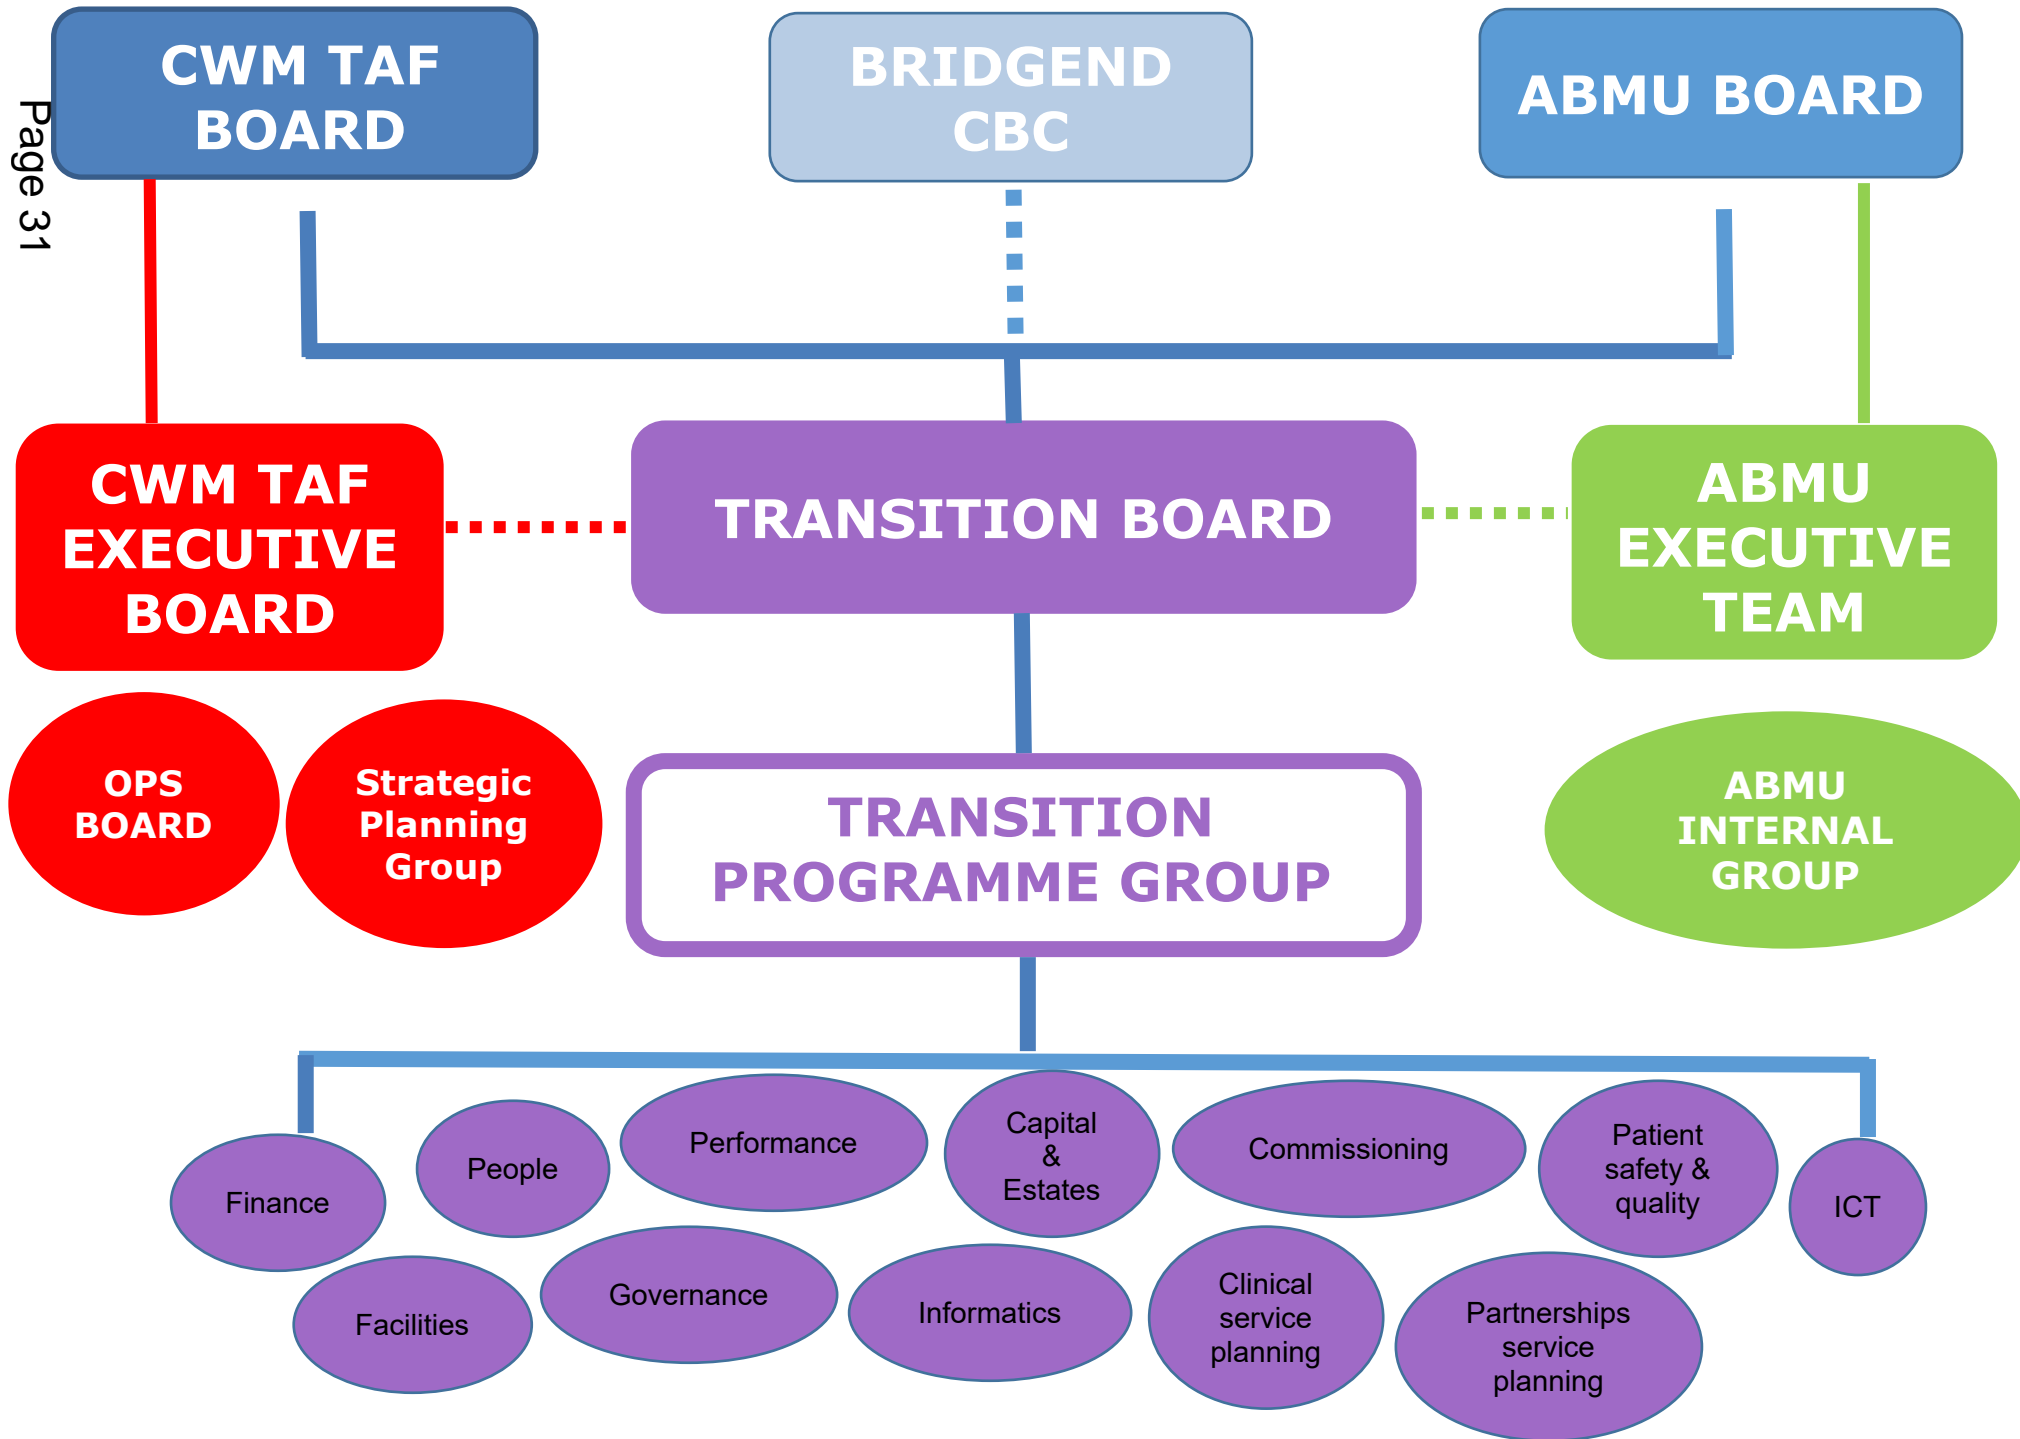 Page 31
CWM TAF
BOARD
BRIDGEND
CBC
ABMU BOARD
CWM TAF
EXECUTIVE
BOARD
TRANSITION BOARD
ABMU
EXECUTIVE
TEAM
OPS
BOARD
Strategic
Planning
Group
TRANSITION
PROGRAMME GROUP
ABMU
INTERNAL
GROUP
Finance
People
Performance
Capital
&
Estates
Commissioning
Patient
safety &
quality
ICT
Facilities
Governance
Informatics
Clinical
service
planning
Partnerships
service
planning